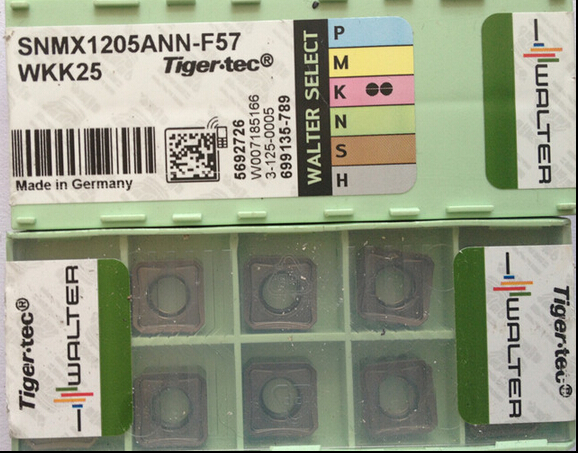 SNMX1205ANN-F57
WKK25
Tiger·tec®
Made in Germany
5692726
W007185166
3-125-0005
699135-789
WALTER SELECT
P
M
K
N
S
H
WALTER
Tiger·tec®
WALTER
WALTER
Tiger·tec®